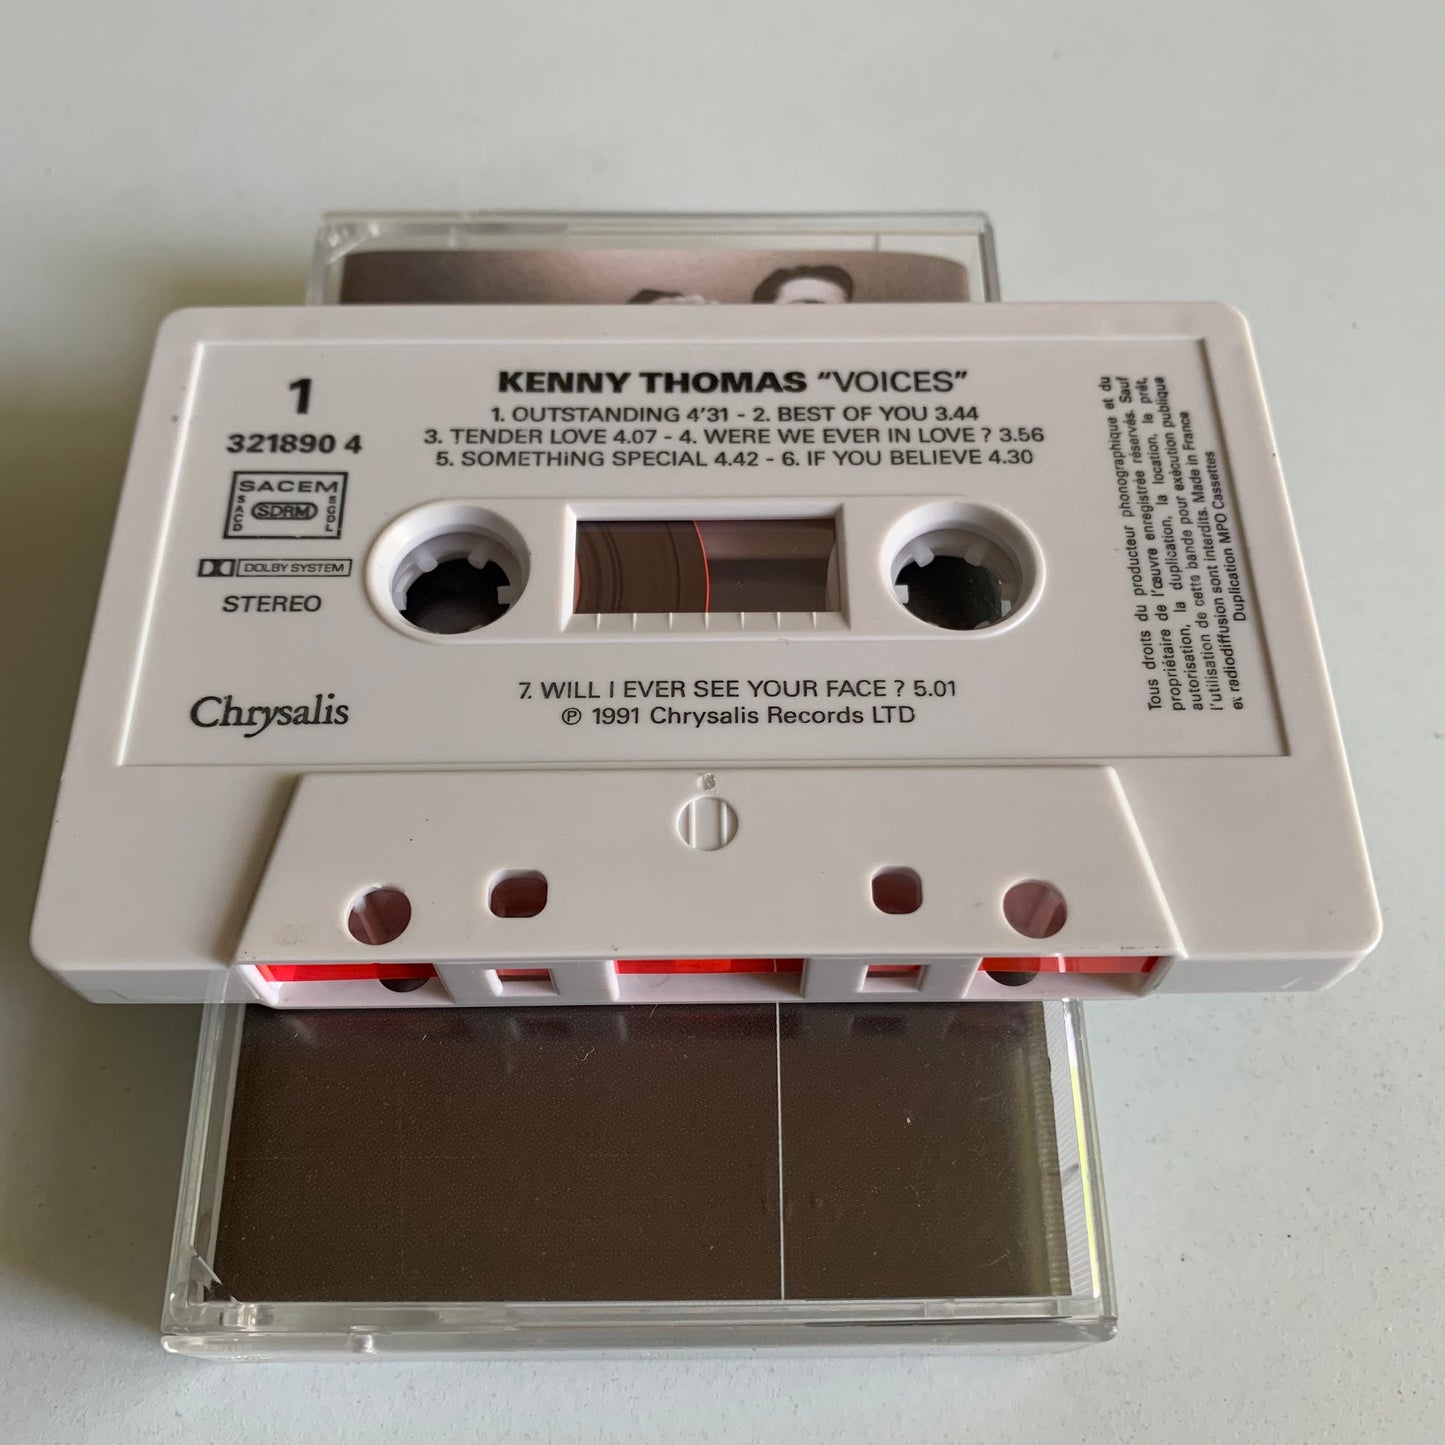 1
321890 4
SACEM
SACD
SDRM
SGDL
DOLBY SYSTEM
STEREO
Chrysalis
KENNY THOMAS “VOICES”
1. OUTSTANDING 4'31 - 2. BEST OF YOU 3.44
3. TENDER LOVE 4.07 - 4. WERE WE EVER IN LOVE ? 3.56
5. SOMETHiNG SPECIAL 4.42 - 6. IF YOU BELIEVE 4.30
7. WILL I EVER SEE YOUR FACE ? 5.01
℗ 1991 Chrysalis Records LTD
Tous droits du producteur phonographique et du
propriétaire de l'œuvre enregistrée réservés. Sauf
autorisation, la duplication, la location, le prêt,
l'utilisation de cette bande pour exécution publique
et radiodiffusion sont interdits. Made in France
Duplication MPO Cassettes